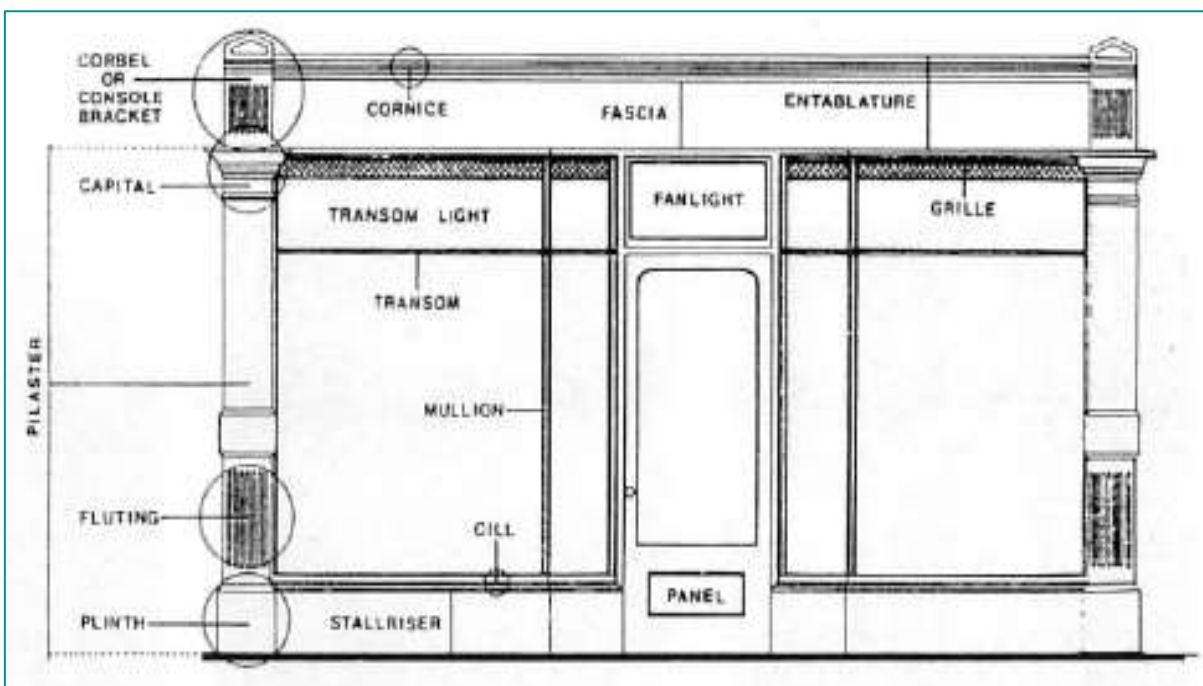 CORBEL
OR
CONSOLE
BRACKET
CORNICE
FASCIA
ENTABLATURE
CAPITAL
TRANSOM LIGHT
FANLIGHT
GRILLE
TRANSOM
PILASTER
MULLION
FLUTING
CILL
PANEL
PLINTH
STALLRISER